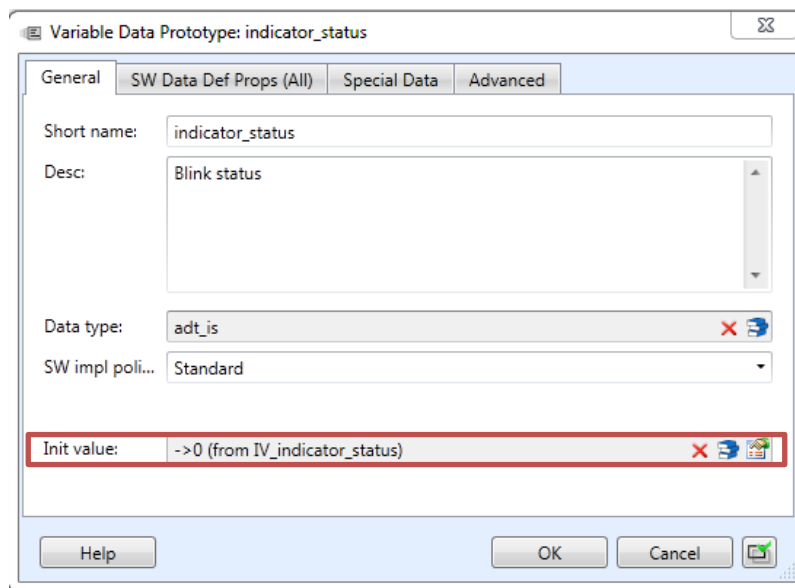 Variable Data Prototype: indicator_status
General SW Data Def Props (All) Special Data Advanced
Short name: indicator_status
Desc: Blink status
Data type: adt_is
SW impl poli... Standard
Init value: ->0 (from IV_indicator_status)
Help OK Cancel